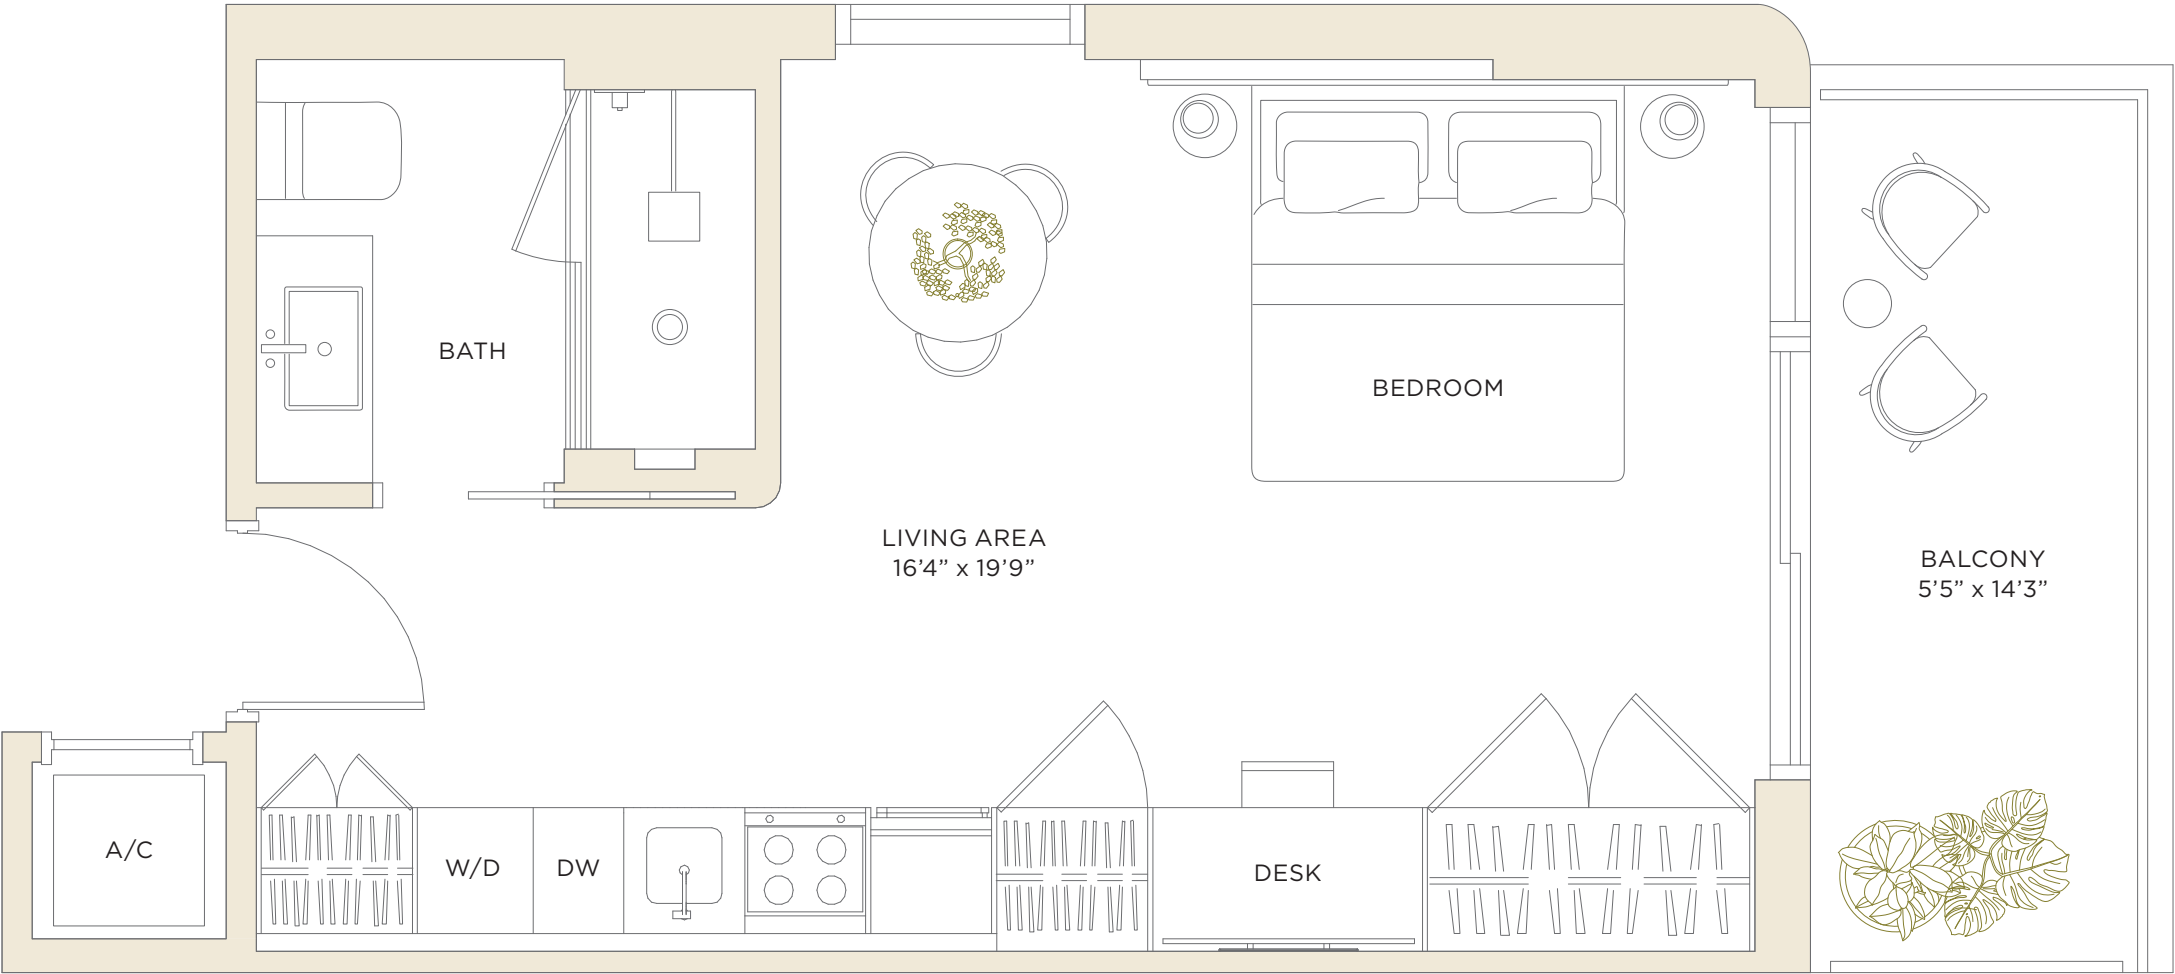 BATH
BEDROOM
LIVING AREA
16’4” x 19’9”
BALCONY
5’5” x 14’3”
A/C
W/D
DW
DESK